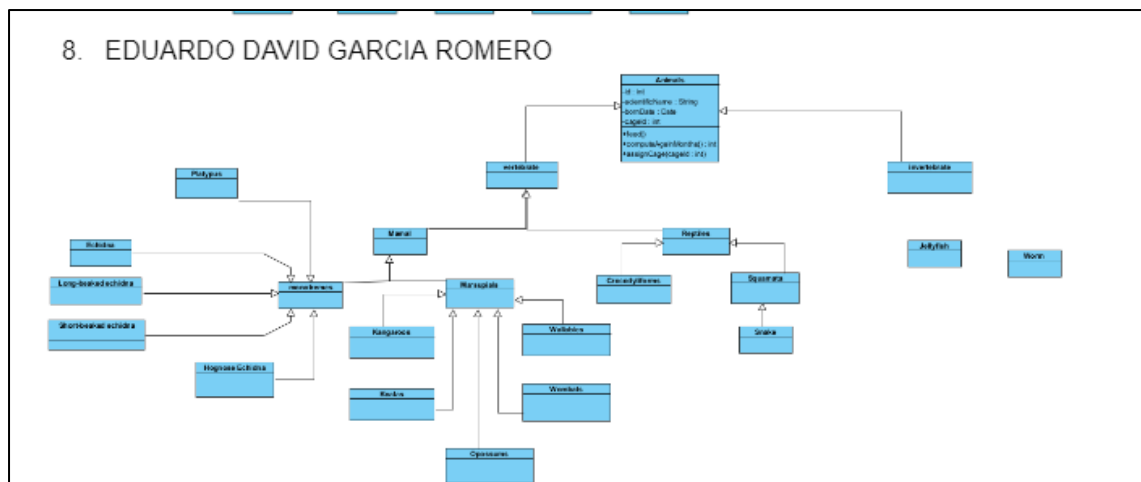 8. EDUARDO DAVID GARCIA ROMERO
Animals
-id : int
-scientificName : String
-bornDate : Date
-cageId : int
+feed()
+computeAgeInMonths() : int
+assignCage(cageId : int)
vertebrate
invertebrate
Platypus
Mamal
Reptiles
Echidna
Jellyfish
Worm
Long-beaked echidna
monotremes
Marsupials
Crocodyliforms
Squamata
Short-beaked echidna
Kangaroos
Wallabies
Snake
Hognose Echidna
Koalas
Wombats
Opossums